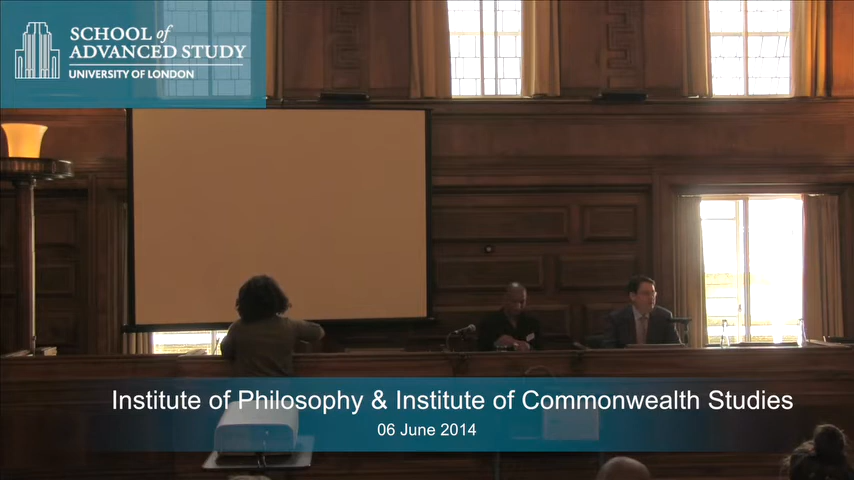 SCHOOL of
ADVANCED STUDY
UNIVERSITY OF LONDON
Institute of Philosophy & Institute of Commonwealth Studies
06 June 2014